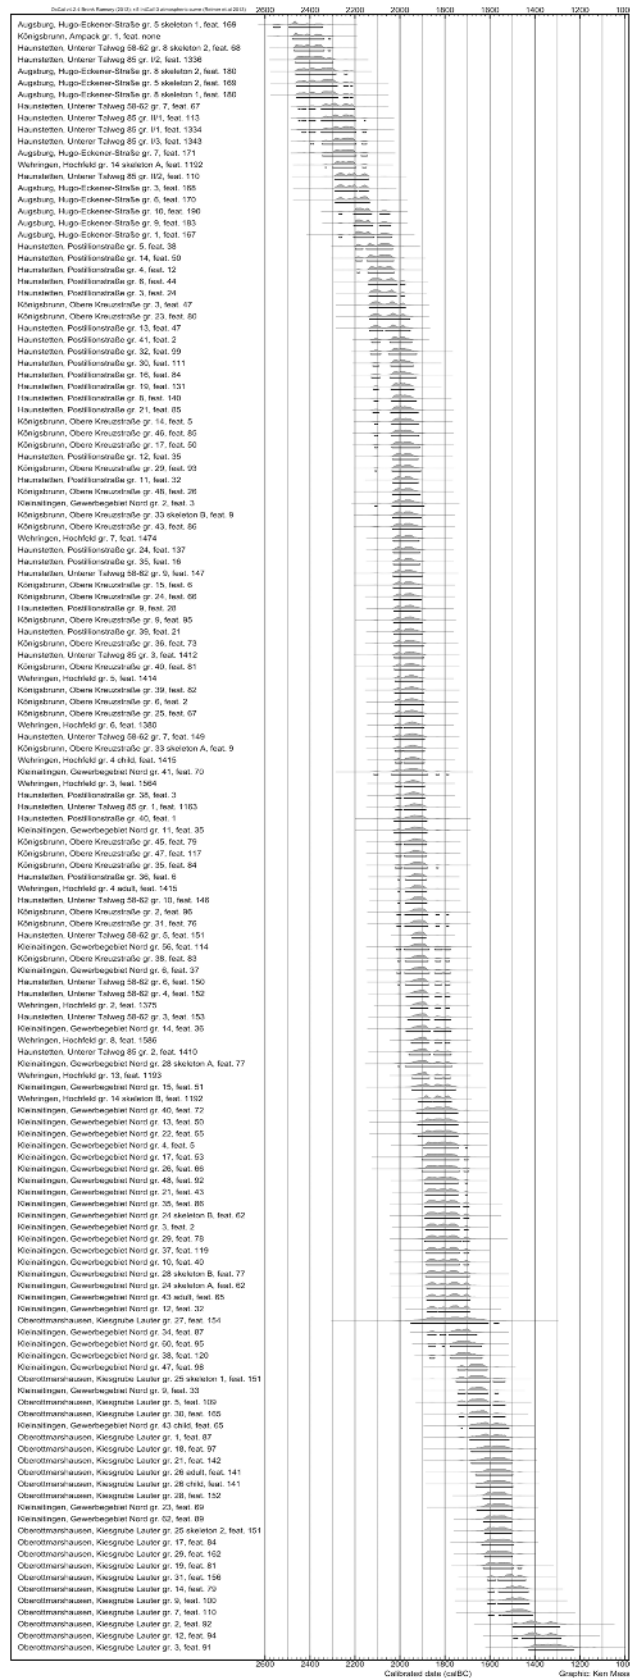 OxCal v4.2.4 Bronk Ramsey (2013); r:5 IntCal13 atmospheric curve (Reimer et al 2013)
Augsburg, Hugo-Eckener-Straße gr. 5 skeleton 1, feat. 169
Königsbrunn, Ampack gr. 1, feat. none
Haunstetten, Unterer Talweg 58-62 gr. 8 skeleton 2, feat. 68
Haunstetten, Unterer Talweg 85 gr. I/2, feat. 1336
Augsburg, Hugo-Eckener-Straße gr. 8 skeleton 2, feat. 180
Augsburg, Hugo-Eckener-Straße gr. 5 skeleton 2, feat. 169
Augsburg, Hugo-Eckener-Straße gr. 8 skeleton 1, feat. 180
Haunstetten, Unterer Talweg 58-62 gr. 7, feat. 67
Haunstetten, Unterer Talweg 85 gr. II/1, feat. 113
Haunstetten, Unterer Talweg 85 gr. I/1, feat. 1334
Haunstetten, Unterer Talweg 85 gr. I/3, feat. 1343
Augsburg, Hugo-Eckener-Straße gr. 7, feat. 171
Wehringen, Hochfeld gr. 14 skeleton A, feat. 1192
Haunstetten, Unterer Talweg 85 gr. II/2, feat. 110
Augsburg, Hugo-Eckener-Straße gr. 3, feat. 168
Augsburg, Hugo-Eckener-Straße gr. 6, feat. 170
Augsburg, Hugo-Eckener-Straße gr. 10, feat. 190
Augsburg, Hugo-Eckener-Straße gr. 9, feat. 183
Augsburg, Hugo-Eckener-Straße gr. 1, feat. 167
Haunstetten, Postillionstraße gr. 5, feat. 38
Haunstetten, Postillionstraße gr. 14, feat. 50
Haunstetten, Postillionstraße gr. 4, feat. 12
Haunstetten, Postillionstraße gr. 6, feat. 44
Haunstetten, Postillionstraße gr. 3, feat. 24
Königsbrunn, Obere Kreuzstraße gr. 3, feat. 47
Königsbrunn, Obere Kreuzstraße gr. 23, feat. 80
Haunstetten, Postillionstraße gr. 13, feat. 47
Haunstetten, Postillionstraße gr. 41, feat. 2
Haunstetten, Postillionstraße gr. 32, feat. 99
Haunstetten, Postillionstraße gr. 30, feat. 111
Haunstetten, Postillionstraße gr. 16, feat. 84
Haunstetten, Postillionstraße gr. 19, feat. 131
Haunstetten, Postillionstraße gr. 8, feat. 140
Haunstetten, Postillionstraße gr. 21, feat. 85
Königsbrunn, Obere Kreuzstraße gr. 14, feat. 5
Königsbrunn, Obere Kreuzstraße gr. 46, feat. 85
Königsbrunn, Obere Kreuzstraße gr. 17, feat. 50
Haunstetten, Postillionstraße gr. 12, feat. 35
Königsbrunn, Obere Kreuzstraße gr. 29, feat. 93
Haunstetten, Postillionstraße gr. 11, feat. 32
Königsbrunn, Obere Kreuzstraße gr. 48, feat. 26
Kleinaitingen, Gewerbegebiet Nord gr. 2, feat. 3
Königsbrunn, Obere Kreuzstraße gr. 33 skeleton B, feat. 9
Königsbrunn, Obere Kreuzstraße gr. 43, feat. 86
Wehringen, Hochfeld gr. 7, feat. 1474
Haunstetten, Postillionstraße gr. 24, feat. 137
Haunstetten, Postillionstraße gr. 35, feat. 16
Haunstetten, Unterer Talweg 58-62 gr. 9, feat. 147
Königsbrunn, Obere Kreuzstraße gr. 15, feat. 6
Königsbrunn, Obere Kreuzstraße gr. 24, feat. 66
Haunstetten, Postillionstraße gr. 9, feat. 28
Königsbrunn, Obere Kreuzstraße gr. 9, feat. 95
Haunstetten, Postillionstraße gr. 39, feat. 21
Königsbrunn, Obere Kreuzstraße gr. 36, feat. 73
Haunstetten, Unterer Talweg 85 gr. 3, feat. 1412
Königsbrunn, Obere Kreuzstraße gr. 40, feat. 81
Wehringen, Hochfeld gr. 5, feat. 1414
Königsbrunn, Obere Kreuzstraße gr. 39, feat. 82
Königsbrunn, Obere Kreuzstraße gr. 6, feat. 2
Königsbrunn, Obere Kreuzstraße gr. 25, feat. 67
Wehringen, Hochfeld gr. 6, feat. 1380
Haunstetten, Unterer Talweg 58-62 gr. 7, feat. 149
Königsbrunn, Obere Kreuzstraße gr. 33 skeleton A, feat. 9
Wehringen, Hochfeld gr. 4 child, feat. 1415
Kleinaitingen, Gewerbegebiet Nord gr. 41, feat. 70
Wehringen, Hochfeld gr. 3, feat. 1564
Haunstetten, Postillionstraße gr. 38, feat. 3
Haunstetten, Unterer Talweg 85 gr. 1, feat. 1163
Haunstetten, Postillionstraße gr. 40, feat. 1
Kleinaitingen, Gewerbegebiet Nord gr. 11, feat. 35
Königsbrunn, Obere Kreuzstraße gr. 45, feat. 79
Königsbrunn, Obere Kreuzstraße gr. 47, feat. 117
Königsbrunn, Obere Kreuzstraße gr. 35, feat. 84
Haunstetten, Postillionstraße gr. 36, feat. 6
Wehringen, Hochfeld gr. 4 adult, feat. 1415
Haunstetten, Unterer Talweg 58-62 gr. 10, feat. 148
Königsbrunn, Obere Kreuzstraße gr. 2, feat. 96
Königsbrunn, Obere Kreuzstraße gr. 31, feat. 76
Haunstetten, Unterer Talweg 58-62 gr. 5, feat. 151
Kleinaitingen, Gewerbegebiet Nord gr. 56, feat. 114
Königsbrunn, Obere Kreuzstraße gr. 38, feat. 83
Kleinaitingen, Gewerbegebiet Nord gr. 6, feat. 37
Haunstetten, Unterer Talweg 58-62 gr. 6, feat. 150
Haunstetten, Unterer Talweg 58-62 gr. 4, feat. 152
Wehringen, Hochfeld gr. 2, feat. 1375
Haunstetten, Unterer Talweg 58-62 gr. 3, feat. 153
Kleinaitingen, Gewerbegebiet Nord gr. 14, feat. 36
Wehringen, Hochfeld gr. 8, feat. 1586
Haunstetten, Unterer Talweg 85 gr. 2, feat. 1410
Kleinaitingen, Gewerbegebiet Nord gr. 28 skeleton A, feat. 77
Wehringen, Hochfeld gr. 13, feat. 1193
Kleinaitingen, Gewerbegebiet Nord gr. 15, feat. 51
Wehringen, Hochfeld gr. 14 skeleton B, feat. 1192
Kleinaitingen, Gewerbegebiet Nord gr. 40, feat. 72
Kleinaitingen, Gewerbegebiet Nord gr. 13, feat. 50
Kleinaitingen, Gewerbegebiet Nord gr. 22, feat. 55
Kleinaitingen, Gewerbegebiet Nord gr. 4, feat. 5
Kleinaitingen, Gewerbegebiet Nord gr. 17, feat. 53
Kleinaitingen, Gewerbegebiet Nord gr. 26, feat. 66
Kleinaitingen, Gewerbegebiet Nord gr. 48, feat. 92
Kleinaitingen, Gewerbegebiet Nord gr. 21, feat. 43
Kleinaitingen, Gewerbegebiet Nord gr. 35, feat. 86
Kleinaitingen, Gewerbegebiet Nord gr. 24 skeleton B, feat. 62
Kleinaitingen, Gewerbegebiet Nord gr. 3, feat. 2
Kleinaitingen, Gewerbegebiet Nord gr. 29, feat. 78
Kleinaitingen, Gewerbegebiet Nord gr. 37, feat. 119
Kleinaitingen, Gewerbegebiet Nord gr. 10, feat. 40
Kleinaitingen, Gewerbegebiet Nord gr. 28 skeleton B, feat. 77
Kleinaitingen, Gewerbegebiet Nord gr. 24 skeleton A, feat. 62
Kleinaitingen, Gewerbegebiet Nord gr. 43 adult, feat. 65
Kleinaitingen, Gewerbegebiet Nord gr. 12, feat. 32
Oberottmarshausen, Kiesgrube Lauter gr. 27, feat. 154
Kleinaitingen, Gewerbegebiet Nord gr. 34, feat. 87
Kleinaitingen, Gewerbegebiet Nord gr. 60, feat. 95
Kleinaitingen, Gewerbegebiet Nord gr. 38, feat. 120
Kleinaitingen, Gewerbegebiet Nord gr. 47, feat. 98
Oberottmarshausen, Kiesgrube Lauter gr. 25 skeleton 1, feat. 151
Kleinaitingen, Gewerbegebiet Nord gr. 9, feat. 33
Oberottmarshausen, Kiesgrube Lauter gr. 5, feat. 109
Oberottmarshausen, Kiesgrube Lauter gr. 30, feat. 165
Kleinaitingen, Gewerbegebiet Nord gr. 43 child, feat. 65
Oberottmarshausen, Kiesgrube Lauter gr. 1, feat. 87
Oberottmarshausen, Kiesgrube Lauter gr. 18, feat. 97
Oberottmarshausen, Kiesgrube Lauter gr. 21, feat. 142
Oberottmarshausen, Kiesgrube Lauter gr. 26 adult, feat. 141
Oberottmarshausen, Kiesgrube Lauter gr. 26 child, feat. 141
Oberottmarshausen, Kiesgrube Lauter gr. 28, feat. 152
Kleinaitingen, Gewerbegebiet Nord gr. 23, feat. 69
Kleinaitingen, Gewerbegebiet Nord gr. 62, feat. 89
Oberottmarshausen, Kiesgrube Lauter gr. 25 skeleton 2, feat. 151
Oberottmarshausen, Kiesgrube Lauter gr. 17, feat. 84
Oberottmarshausen, Kiesgrube Lauter gr. 29, feat. 162
Oberottmarshausen, Kiesgrube Lauter gr. 19, feat. 81
Oberottmarshausen, Kiesgrube Lauter gr. 31, feat. 156
Oberottmarshausen, Kiesgrube Lauter gr. 14, feat. 79
Oberottmarshausen, Kiesgrube Lauter gr. 9, feat. 100
Oberottmarshausen, Kiesgrube Lauter gr. 7, feat. 110
Oberottmarshausen, Kiesgrube Lauter gr. 2, feat. 92
Oberottmarshausen, Kiesgrube Lauter gr. 12, feat. 94
Oberottmarshausen, Kiesgrube Lauter gr. 3, feat. 91
2600 2400 2200 2000 1800 1600 1400 1200
Calibrated date (calBC)